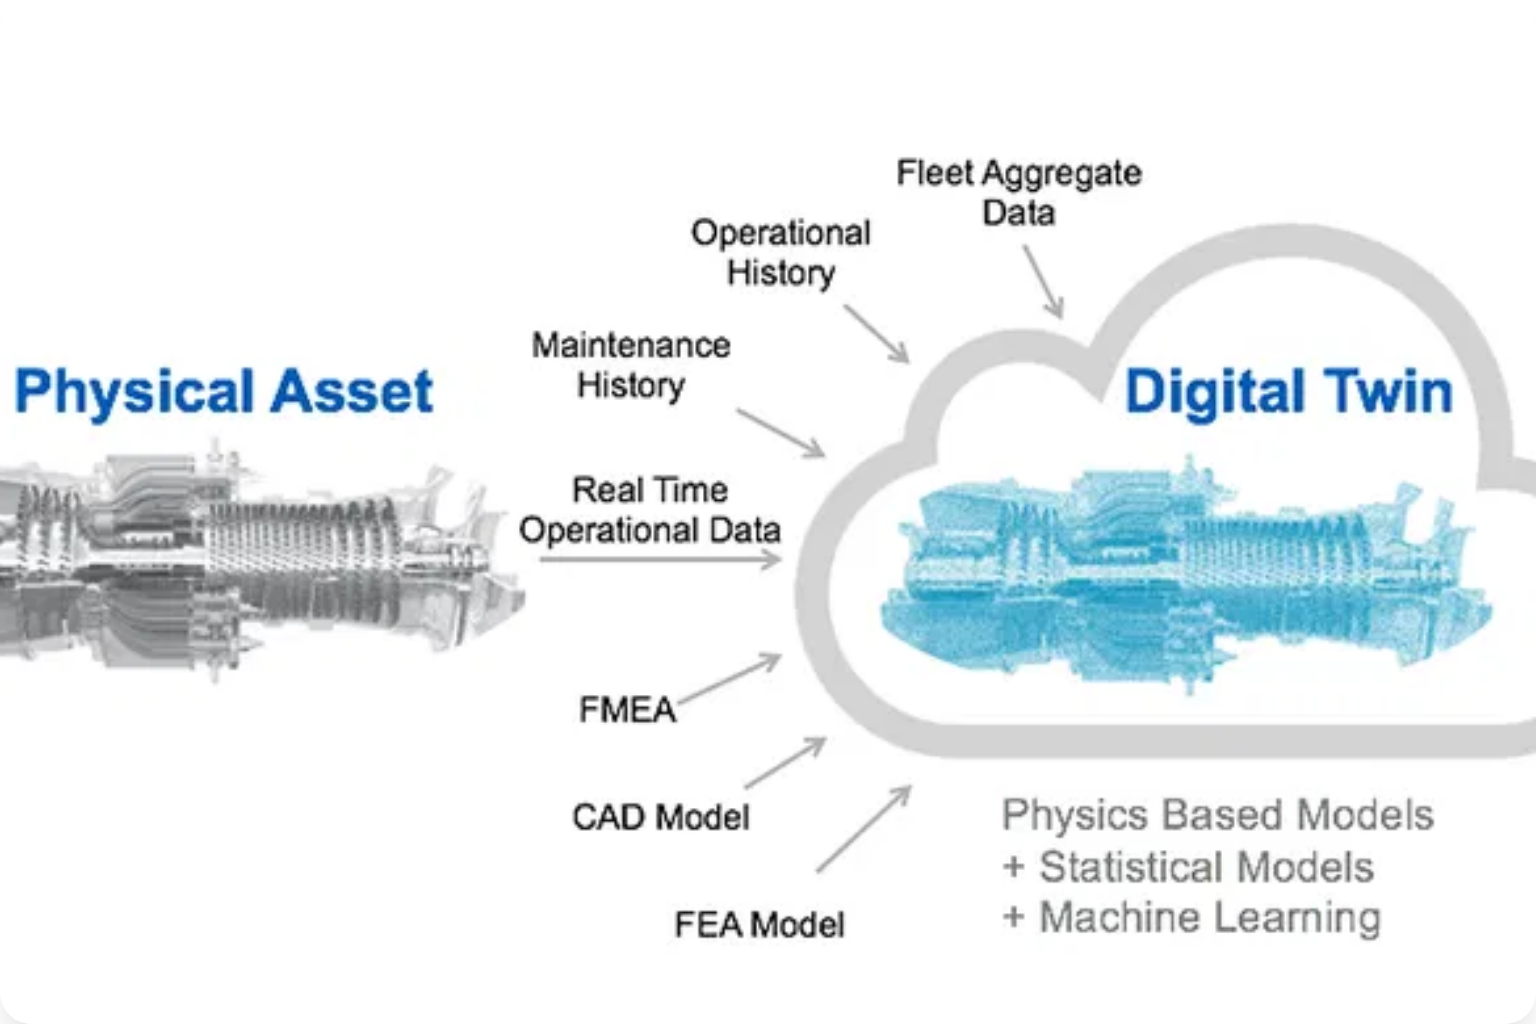 Fleet Aggregate
Data
Operational
History
Maintenance
History
Physical Asset
Digital Twin
Real Time
Operational Data
FMEA
CAD Model
FEA Model
Physics Based Models
+ Statistical Models
+ Machine Learning